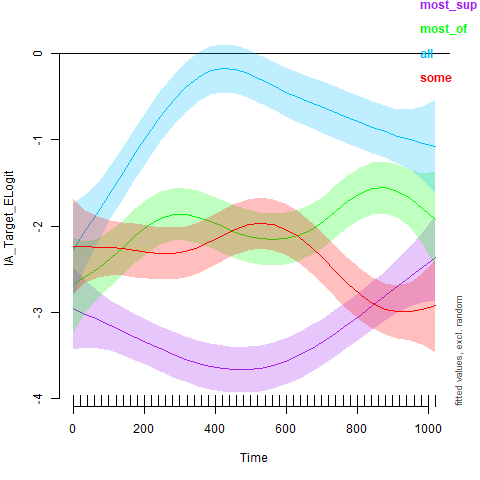 most_sup
most_of
all
some
0
-1
-2
-3
-4
IA_Target_ELogit
0
200
400
600
800
1000
Time
fitted values, excl. random